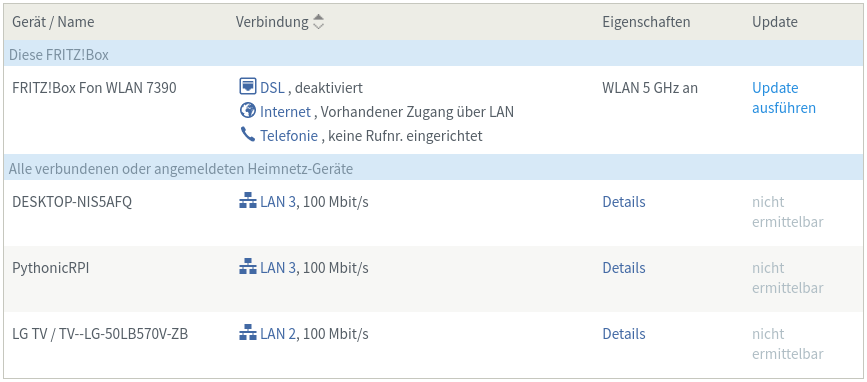 Gerät / Name Verbindung Eigenschaften Update
Diese FRITZ!Box
FRITZ!Box Fon WLAN 7390 DSL , deaktiviert WLAN 5 GHz an Update
Internet , Vorhandener Zugang über LAN ausführen
Telefonie , keine Rufnr. eingerichtet
Alle verbundenen oder angemeldeten Heimnetz-Geräte
DESKTOP-NIS5AFQ LAN 3, 100 Mbit/s Details nicht
ermittelbar
PythonicRPI LAN 3, 100 Mbit/s Details nicht
ermittelbar
LG TV / TV--LG-50LB570V-ZB LAN 2, 100 Mbit/s Details nicht
ermittelbar